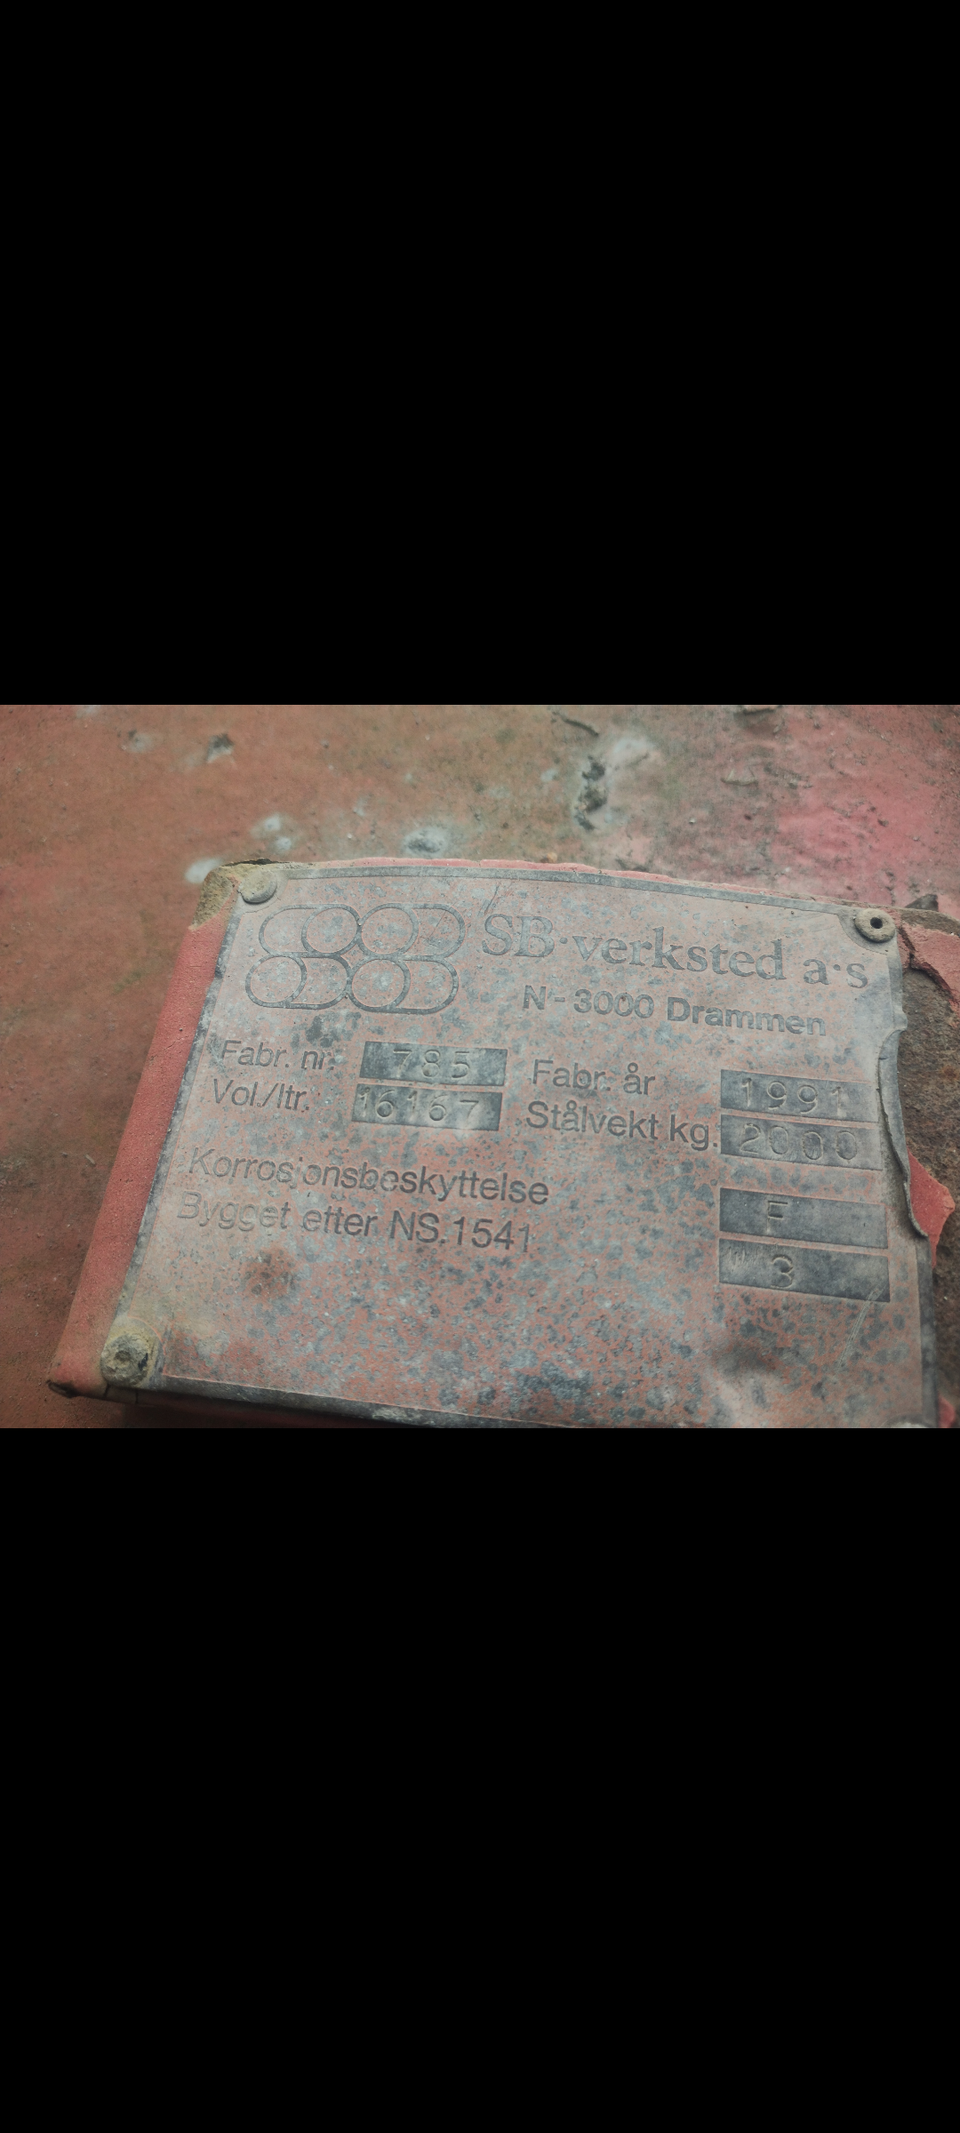 SB·verksted a·s
N-3000 Drammen
Fabr. nr. 785 Fabr. år 1991
Vol./ltr. 16167 Stålvekt kg. 2000
Korrosjonsbeskyttelse F
Bygget etter NS.1541 3